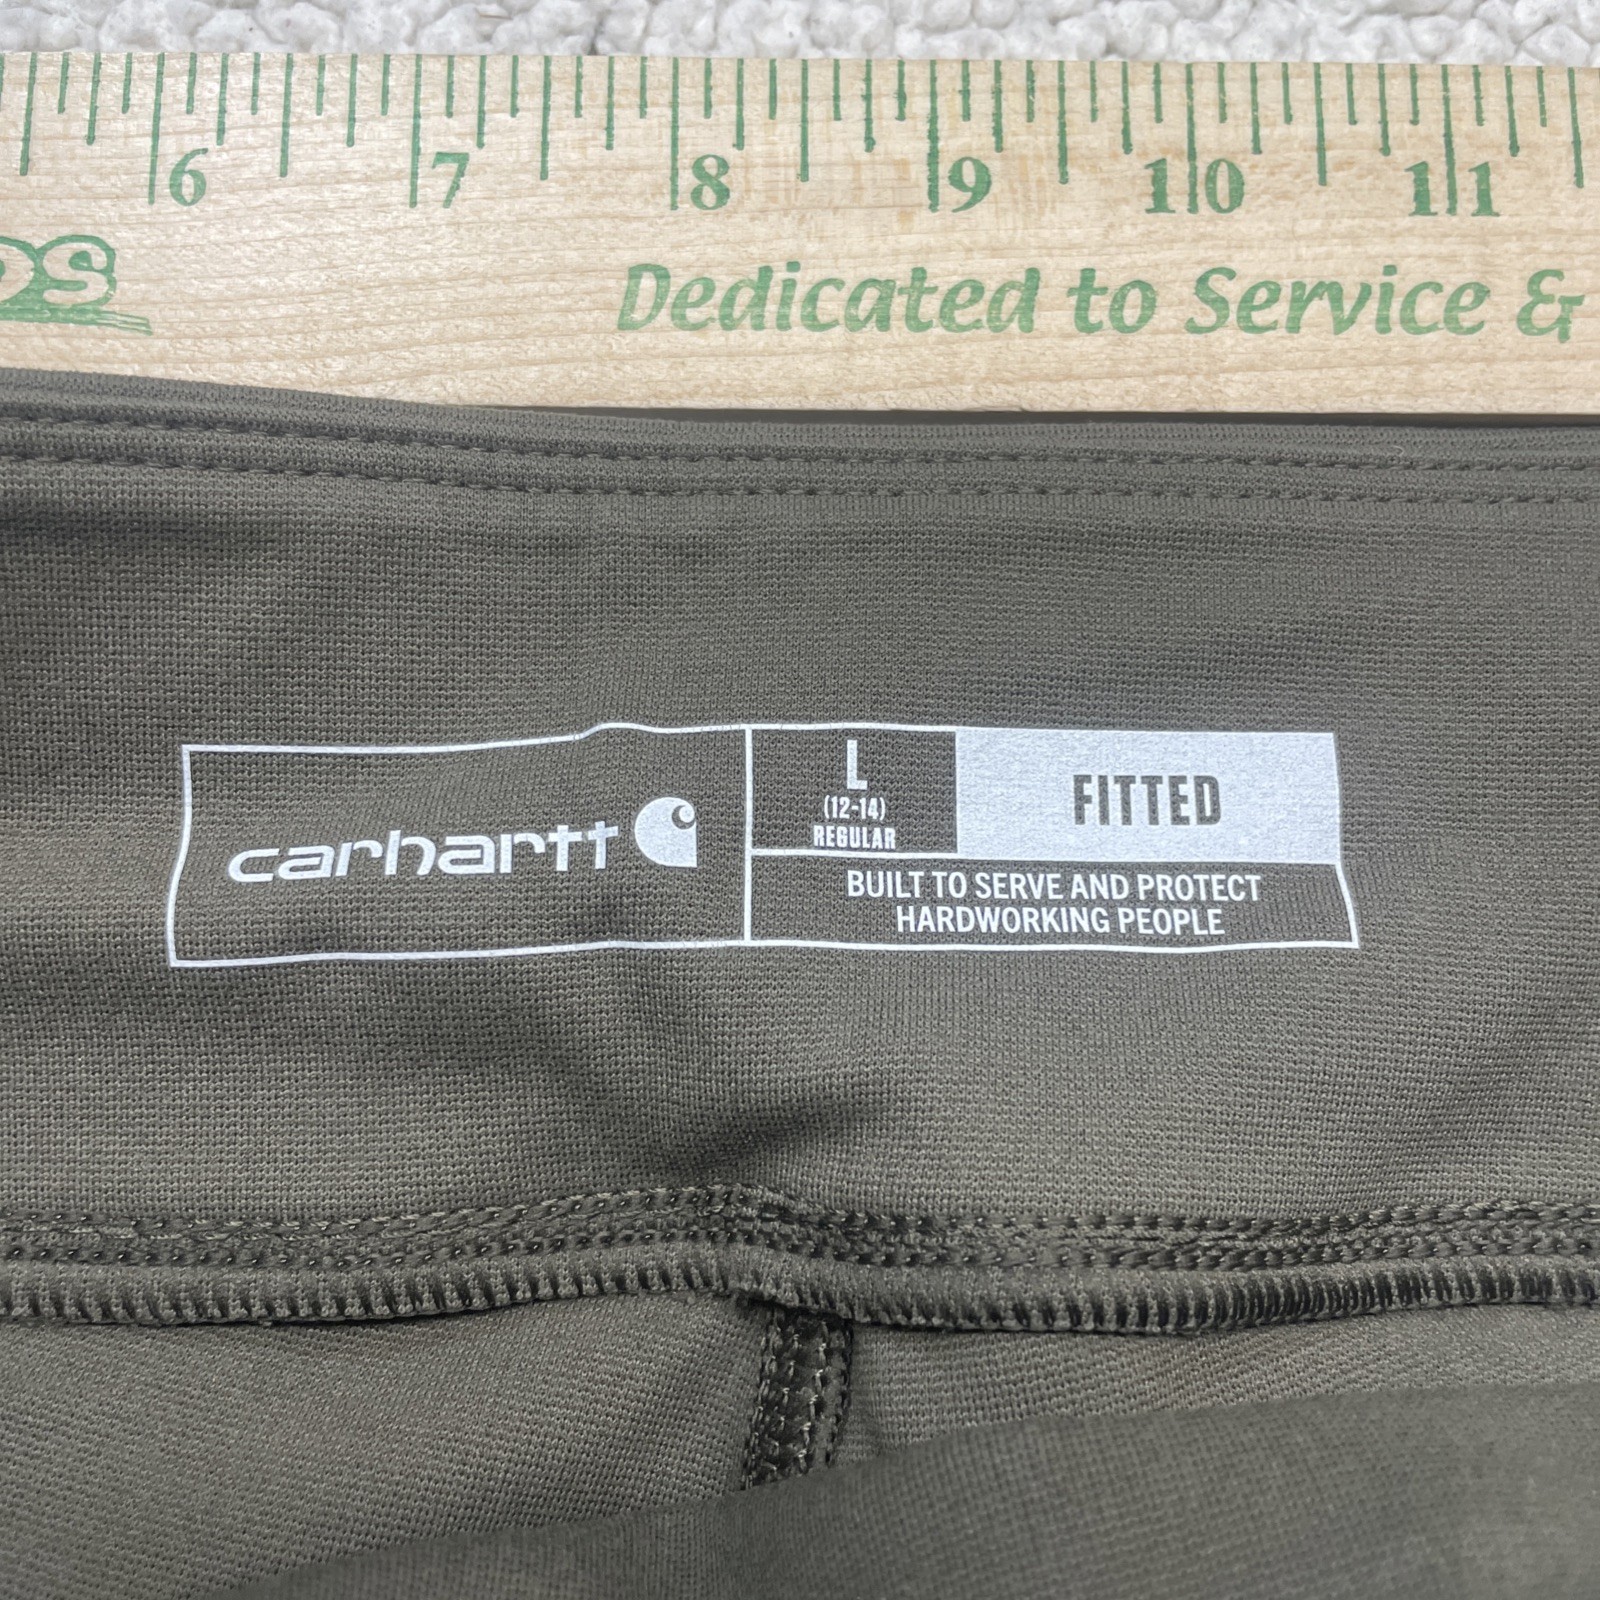 6 7 8 9 10 11
Dedicated to Service &
carhartt
L
(12-14)
REGULAR
FITTED
BUILT TO SERVE AND PROTECT
HARDWORKING PEOPLE